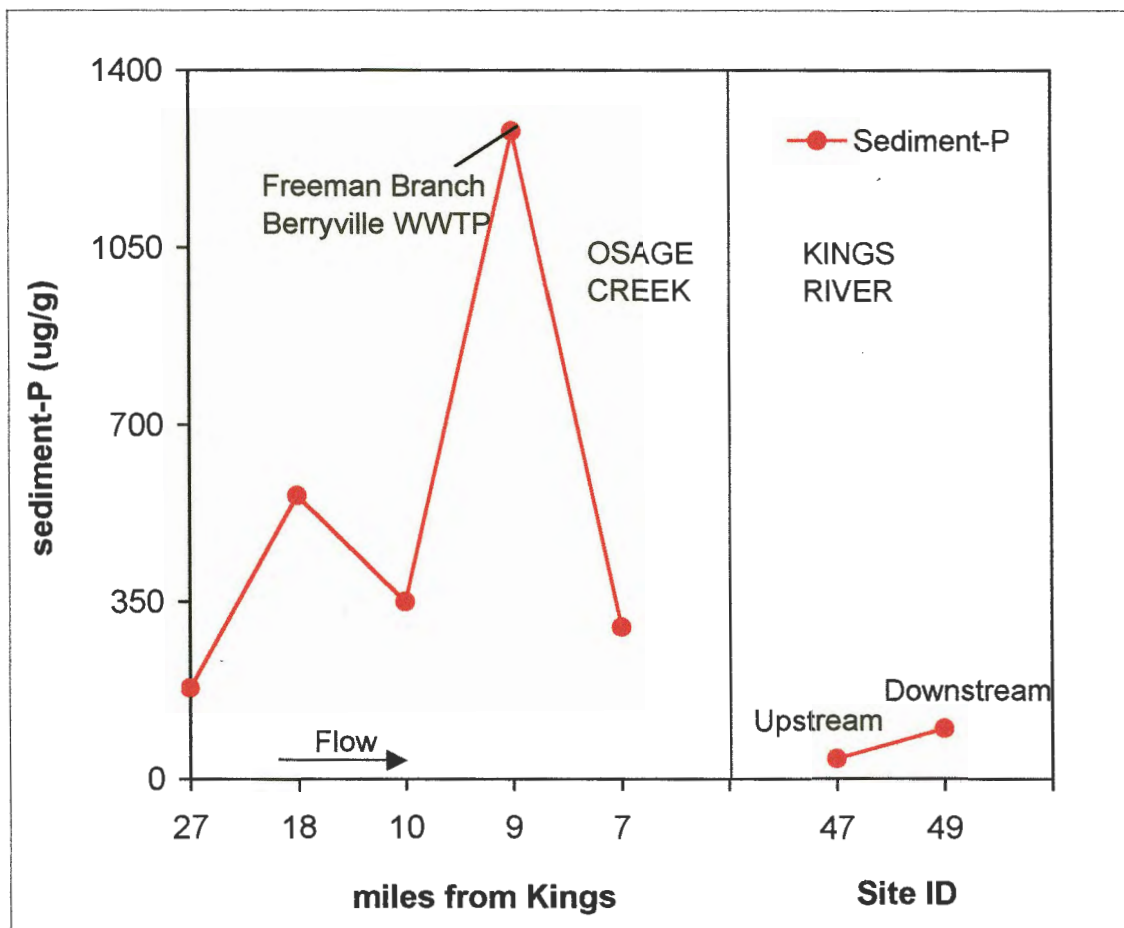 1400
1050
700
350
0
sediment-P (ug/g)
Freeman Branch
Berryville WWTP
OSAGE
CREEK
KINGS
RIVER
Sediment-P
Flow
Upstream
Downstream
27 18 10 9 7 47 49
miles from Kings
Site ID